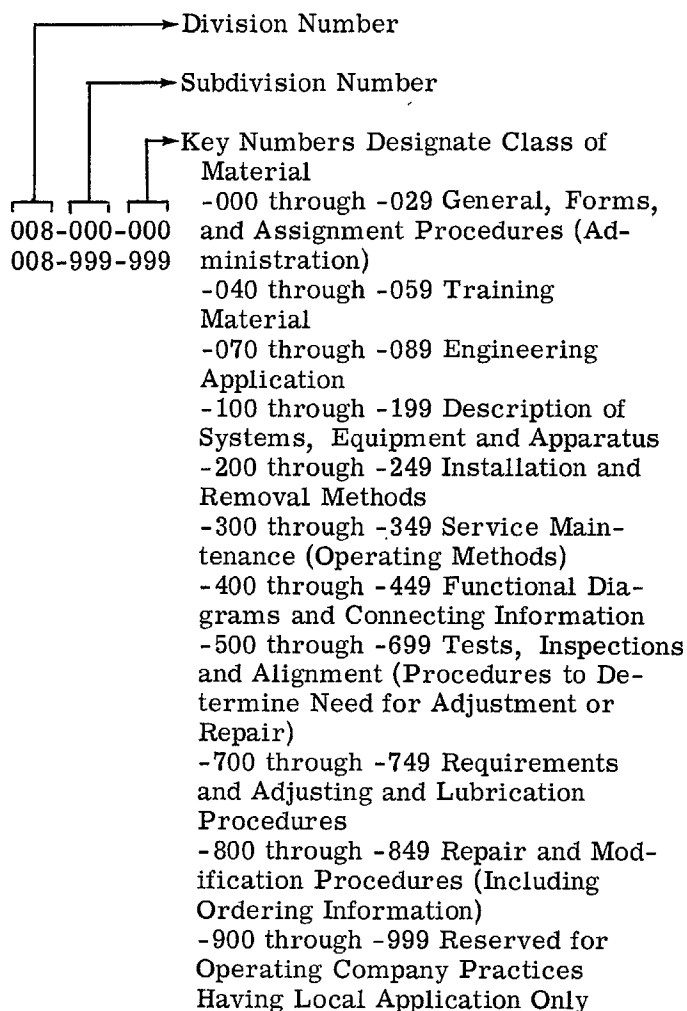 Division Number
Subdivision Number
Key Numbers Designate Class of
Material
-000 through -029 General, Forms,
008-000-000 and Assignment Procedures (Ad-
008-999-999 ministration)
-040 through -059 Training
Material
-070 through -089 Engineering
Application
-100 through -199 Description of
Systems, Equipment and Apparatus
-200 through -249 Installation and
Removal Methods
-300 through -349 Service Main-
tenance (Operating Methods)
-400 through -449 Functional Dia-
grams and Connecting Information
-500 through -699 Tests, Inspections
and Alignment (Procedures to De-
termine Need for Adjustment or
Repair)
-700 through -749 Requirements
and Adjusting and Lubrication
Procedures
-800 through -849 Repair and Mod-
ification Procedures (Including
Ordering Information)
-900 through -999 Reserved for
Operating Company Practices
Having Local Application Only